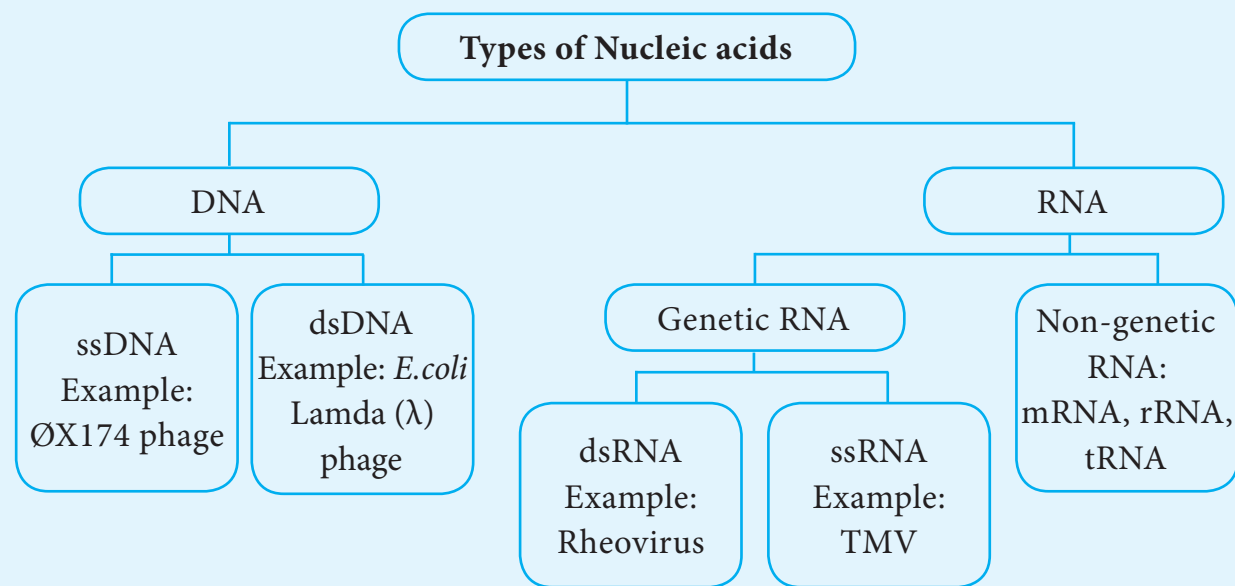 Types of Nucleic acids
DNA
RNA
ssDNA
Example:
ØX174 phage
dsDNA
Example: E.coli
Lamda (λ)
phage
Genetic RNA
Non-genetic
RNA:
mRNA, rRNA,
tRNA
dsRNA
Example:
Rheovirus
ssRNA
Example:
TMV